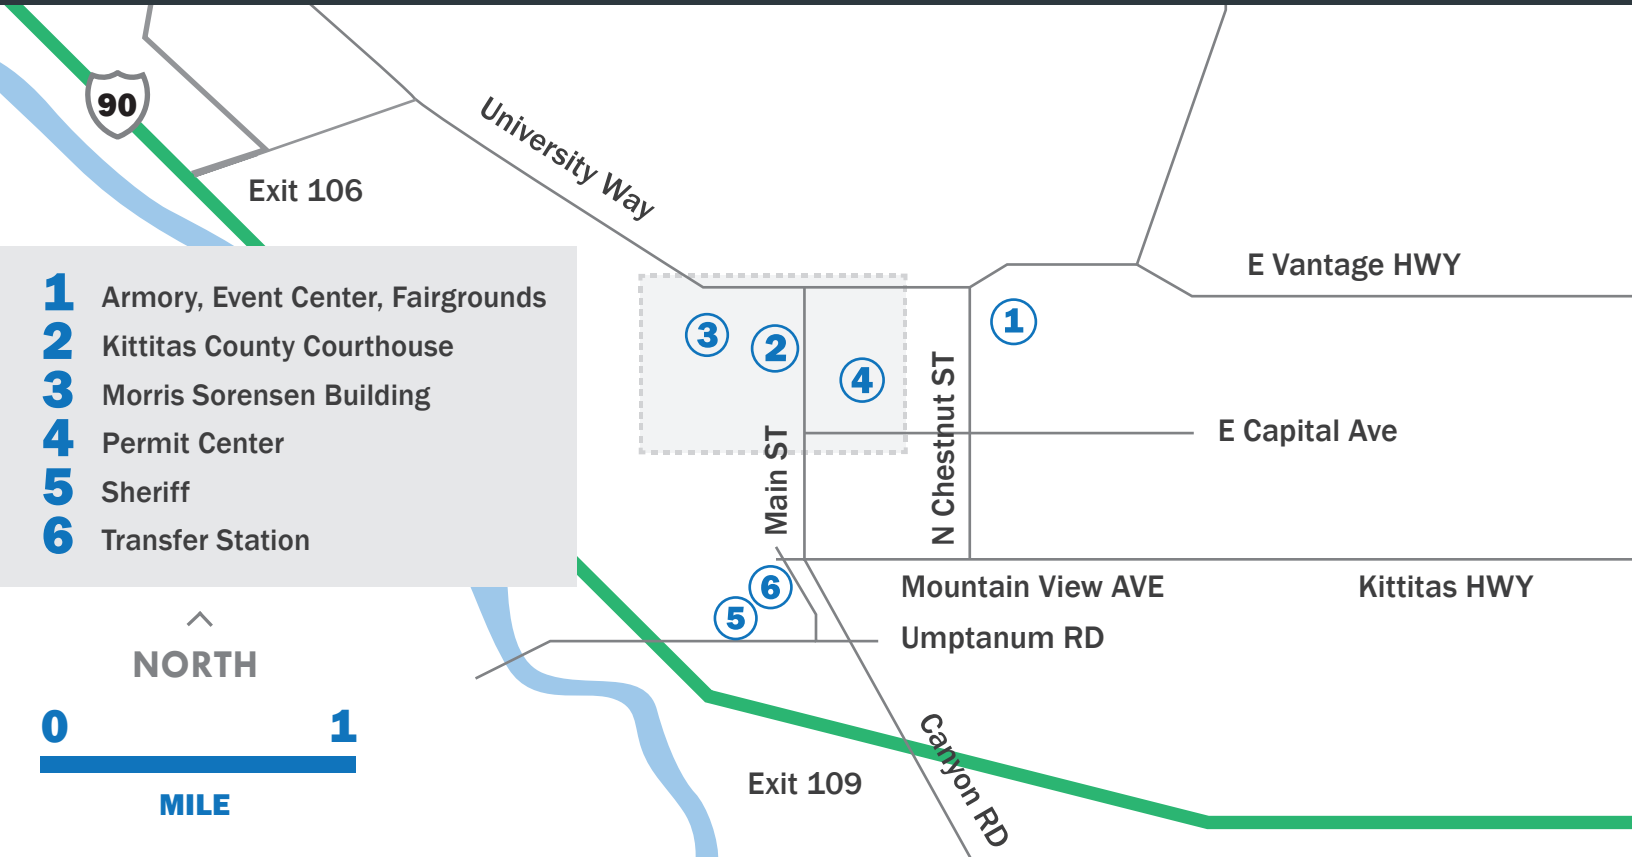 90
University Way
Exit 106
E Vantage HWY
1 Armory, Event Center, Fairgrounds
2 Kittitas County Courthouse
3 Morris Sorensen Building
4 Permit Center
5 Sheriff
6 Transfer Station
3
2
4
1
Main ST
N Chestnut ST
E Capital Ave
6
5
Mountain View AVE
Kittitas HWY
Umptanum RD
NORTH
0 1
MILE
Exit 109
Canyon RD